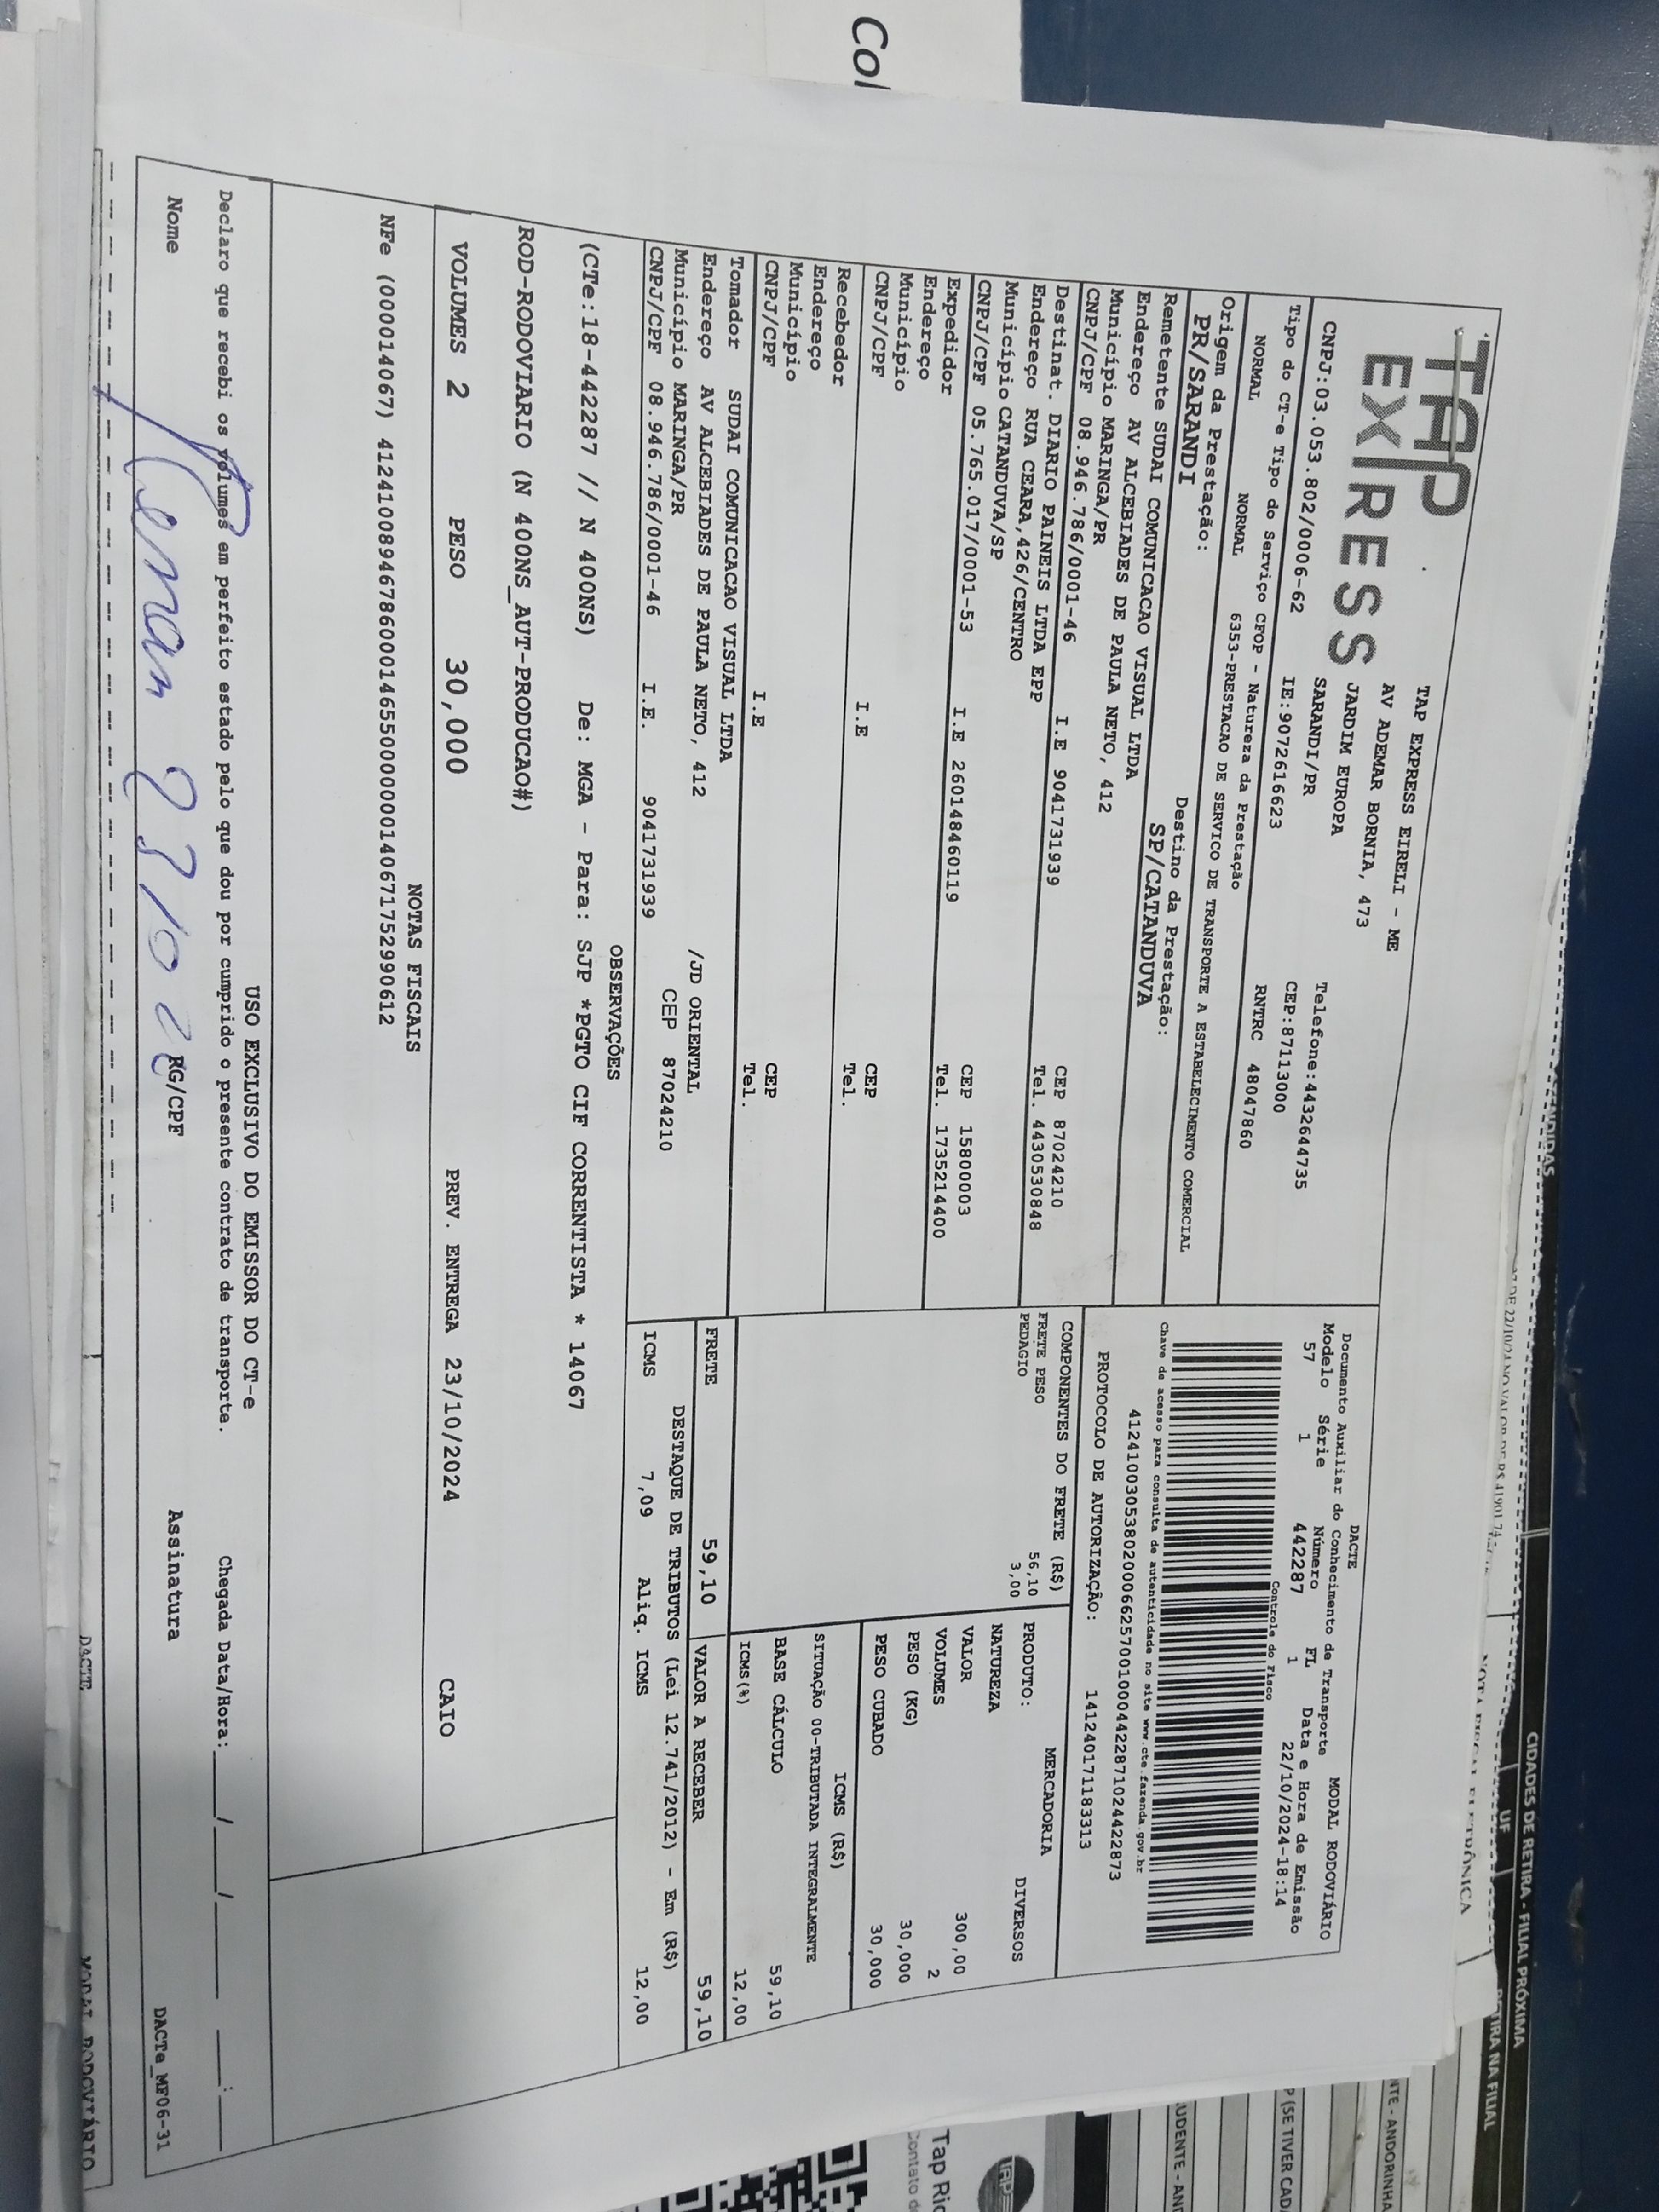 TAP
EXPRESS
TAP EXPRESS EIRELI - ME
AV ADEMAR BORNIA, 473
JARDIM EUROPA
SARANDI/PR
Telefone:4432644735
CNPJ:03.053.802/0006-62
IE:9072616623
CEP:87113000
Tipo do CT-e Tipo do Serviço CFOP - Natureza da Prestação
RNTRC 48047860
NORMAL NORMAL 6353-PRESTACAO DE SERVICO DE TRANSPORTE A ESTABELECIMENTO COMERCIAL
Origem da Prestação:
PR/SARANDI
Destino da Prestação:
SP/CATANDUVA
Remetente SUDAI COMUNICACAO VISUAL LTDA
Endereço AV ALCEBIADES DE PAULA NETO, 412
Município MARINGA/PR
CEP 87024210
CNPJ/CPF 08.946.786/0001-46 I.E 9041731939 Tel. 4430530848
Destinat. DIARIO PAINEIS LTDA EPP
Endereço RUA CEARA,426/CENTRO
Município CATANDUVA/SP
CEP 15800003
CNPJ/CPF 05.765.017/0001-53 I.E 260148460119 Tel. 1735214400
Expedidor
Endereço
Município
CEP
CNPJ/CPF I.E Tel.
Recebedor
Endereço
Município
CEP
CNPJ/CPF I.E Tel.
Tomador SUDAI COMUNICACAO VISUAL LTDA
Endereço AV ALCEBIADES DE PAULA NETO, 412 /JD ORIENTAL
Município MARINGA/PR
CEP 87024210
CNPJ/CPF 08.946.786/0001-46 I.E. 9041731939
DACTE
Documento Auxiliar do Conhecimento de Transporte
MODAL RODOVIÁRIO
Modelo Série Número FL Data e Hora de Emissão
57 1 442287 1 22/10/2024-18:14
Controle do Fisco
Chave de acesso para consulta de autenticidade no site www.cte.fazenda.gov.br
41241003053802000662570010004422871024422873
PROTOCOLO DE AUTORIZAÇÃO: 141240171183313
COMPONENTES DO FRETE (R$)
FRETE PESO 56,10
PEDAGIO 3,00
MERCADORIA
PRODUTO: DIVERSOS
NATUREZA
VALOR 300,00
VOLUMES 2
PESO (KG) 30,000
PESO CUBADO 30,000
ICMS (R$)
SITUAÇÃO 00-TRIBUTADA INTEGRALMENTE
BASE CÁLCULO 59,10
ICMS(%) 12,00
FRETE 59,10 VALOR A RECEBER 59,10
DESTAQUE DE TRIBUTOS (Lei 12.741/2012) - Em (R$)
ICMS 7,09 Aliq. ICMS 12,00
OBSERVAÇÕES
(CTe:18-442287 // N 400NS) De: MGA - Para: SJP *PGTO CIF CORRENTISTA * 14067
ROD-RODOVIARIO (N 400NS_AUT-PRODUCAO#)
VOLUMES 2 PESO 30,000 PREV. ENTREGA 23/10/2024 CAIO
NOTAS FISCAIS
NFe (000014067) 41241008946786000146550000000140671752990612
USO EXCLUSIVO DO EMISSOR DO CT-e
Declaro que recebi os volumes em perfeito estado pelo que dou por cumprido o presente contrato de transporte. Chegada Data/Hora:___/___/___ ___:___
Nome RG/CPF Assinatura
DACTe_MF06-31
DACTE MODAL RODOVIÁRIO
Col
CIDADES DE RETIRA - FILIAL PRÓXIMA
UF
Tap Rio